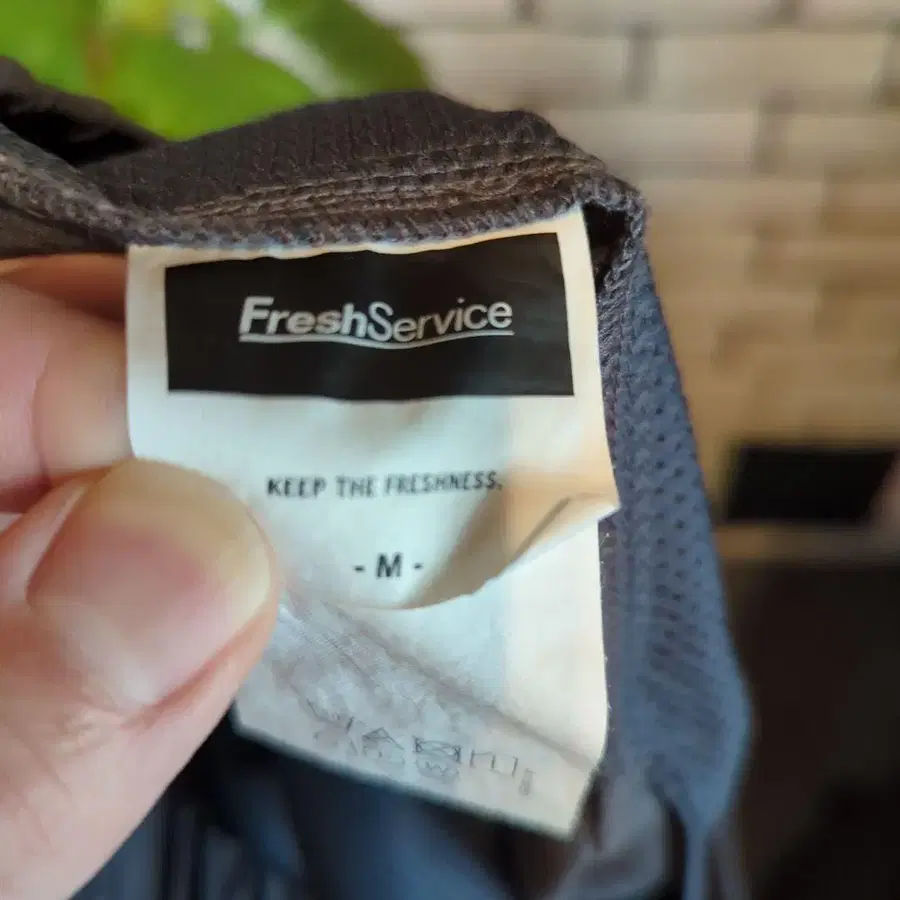 FreshService
KEEP THE FRESHNESS.
- M -